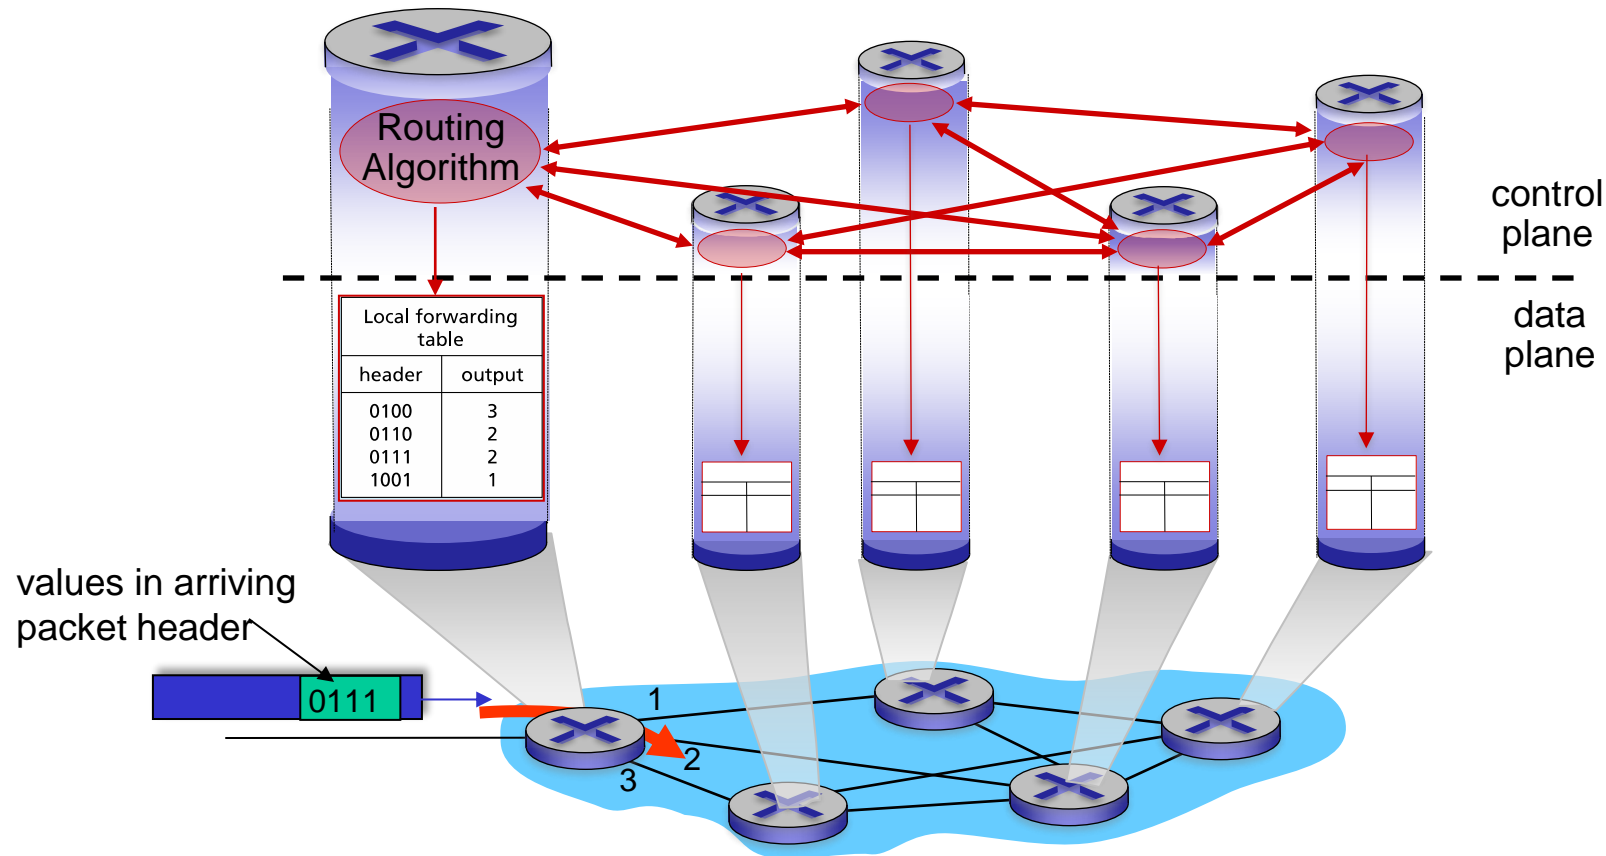 Routing
Algorithm
control
plane
data
plane
Local forwarding
table
header output
0100 3
0110 2
0111 2
1001 1
values in arriving
packet header
0111
1
2
3